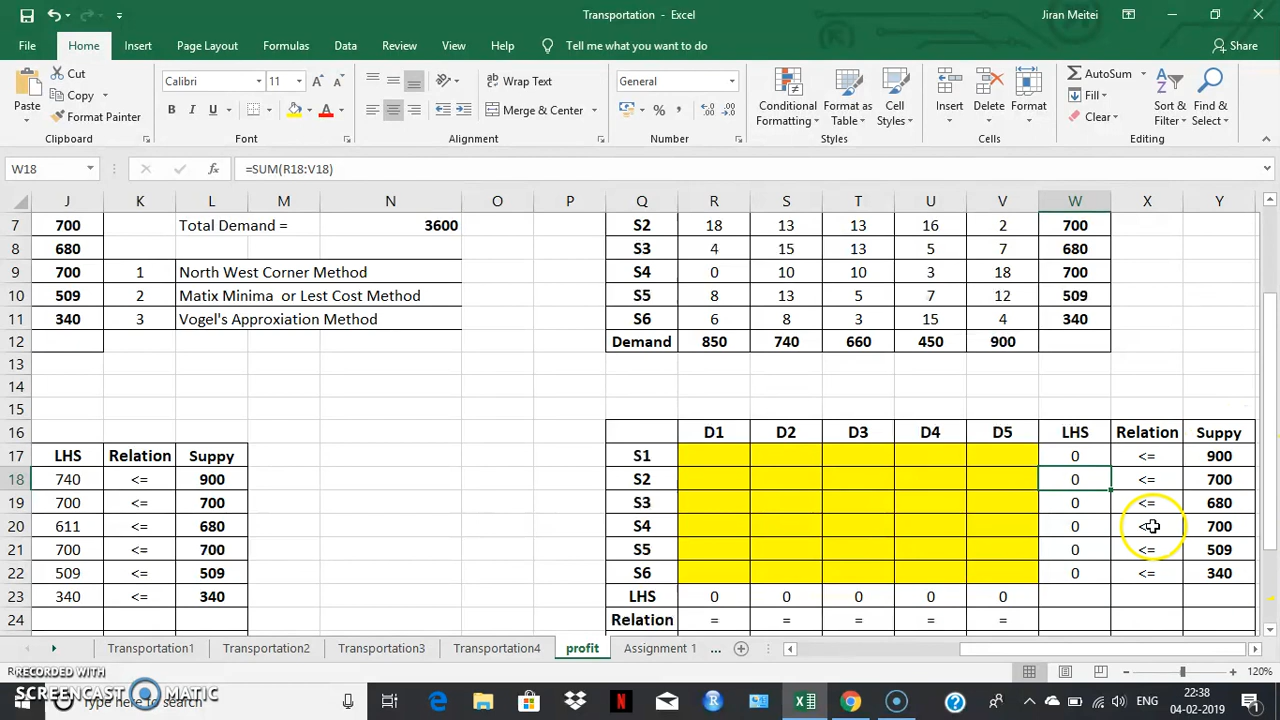 Transportation - Excel
Jiran Meitei
File Home Insert Page Layout Formulas Data Review View Help Tell me what you want to do Share
Paste Cut Copy Format Painter
Calibri 11 B I U A
Wrap Text Merge & Center
General % ,
Conditional Formatting Format as Table Cell Styles
Insert Delete Format
AutoSum Fill Clear Sort & Filter Find & Select
Clipboard Font Alignment Number Styles Cells Editing
W18 fx =SUM(R18:V18)
J K L M N O P Q R S T U V W X Y
7 700 Total Demand = 3600 S2 18 13 13 16 2 700
8 680 S3 4 15 13 5 7 680
9 700 1 North West Corner Method S4 0 10 10 3 18 700
10 509 2 Matix Minima or Lest Cost Method S5 8 13 5 7 12 509
11 340 3 Vogel's Approxiation Method S6 6 8 3 15 4 340
12 Demand 850 740 660 450 900
13
14
15
16 D1 D2 D3 D4 D5 LHS Relation Suppy
17 LHS Relation Suppy S1 0 <= 900
18 740 <= 900 S2 0 <= 700
19 700 <= 700 S3 0 <= 680
20 611 <= 680 S4 0 <= 700
21 700 <= 700 S5 0 <= 509
22 509 <= 509 S6 0 <= 340
23 340 <= 340 LHS 0 0 0 0 0
24 Relation = = = = =
Transportation1 Transportation2 Transportation3 Transportation4 profit Assignment 1 ...
120%
RECORDED WITH
SCREENCAST MATIC
Type here to search
ENG
22:38
04-02-2019